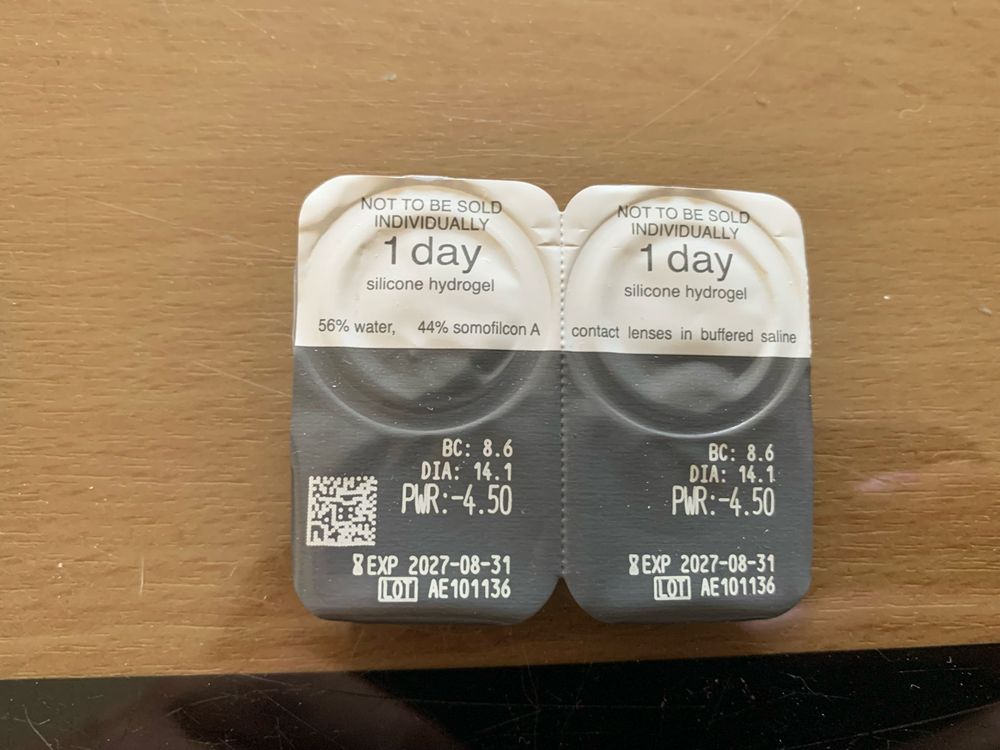 NOT TO BE SOLD
INDIVIDUALLY
1 day
silicone hydrogel
56% water, 44% somofilcon A
BC: 8.6
DIA: 14.1
PWR:-4.50
EXP 2027-08-31
LOT AE101136
NOT TO BE SOLD
INDIVIDUALLY
1 day
silicone hydrogel
contact lenses in buffered saline
BC: 8.6
DIA: 14.1
PWR:-4.50
EXP 2027-08-31
LOT AE101136